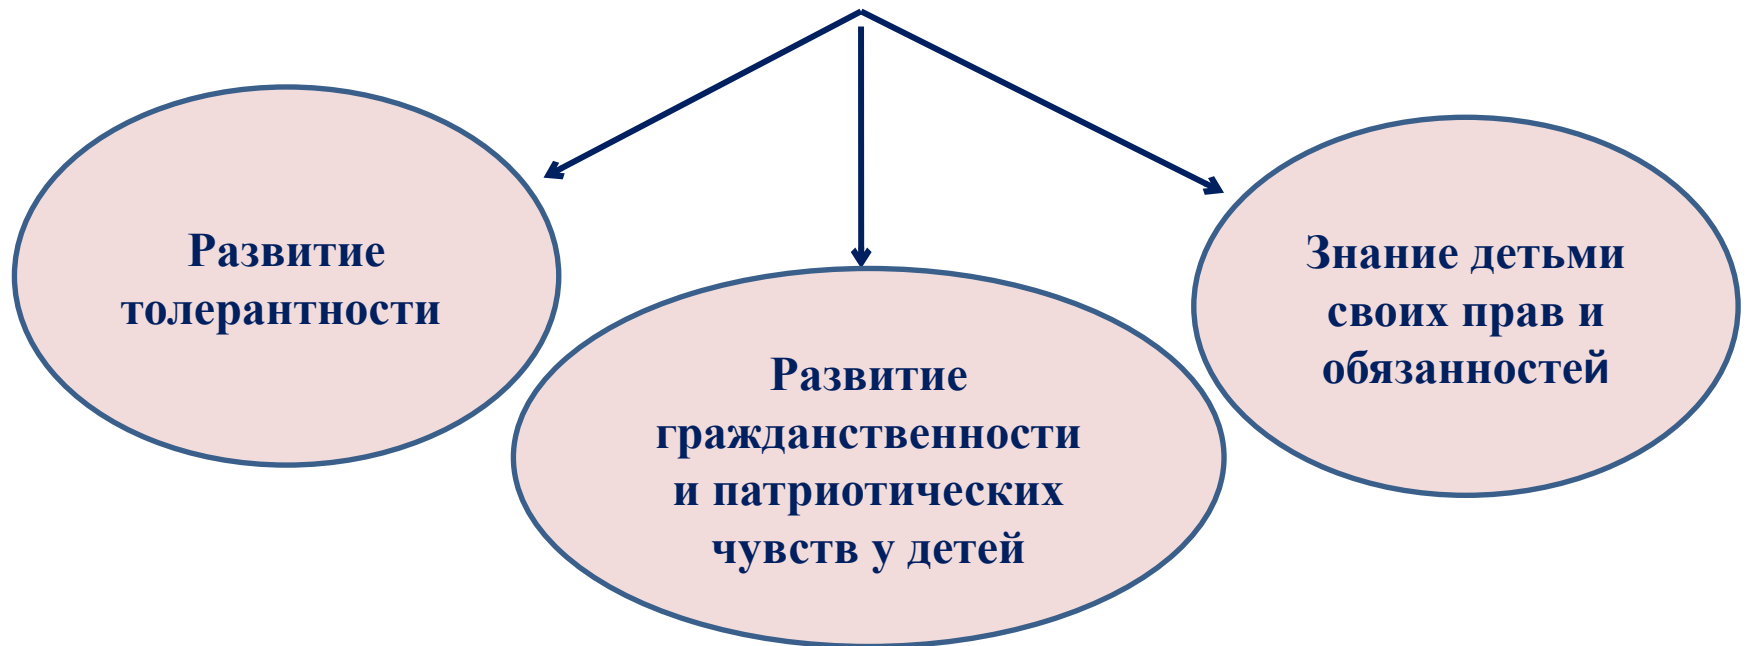 Развитие
толерантности
Развитие
гражданственности
и патриотических
чувств у детей
Знание детьми
своих прав и
обязанностей